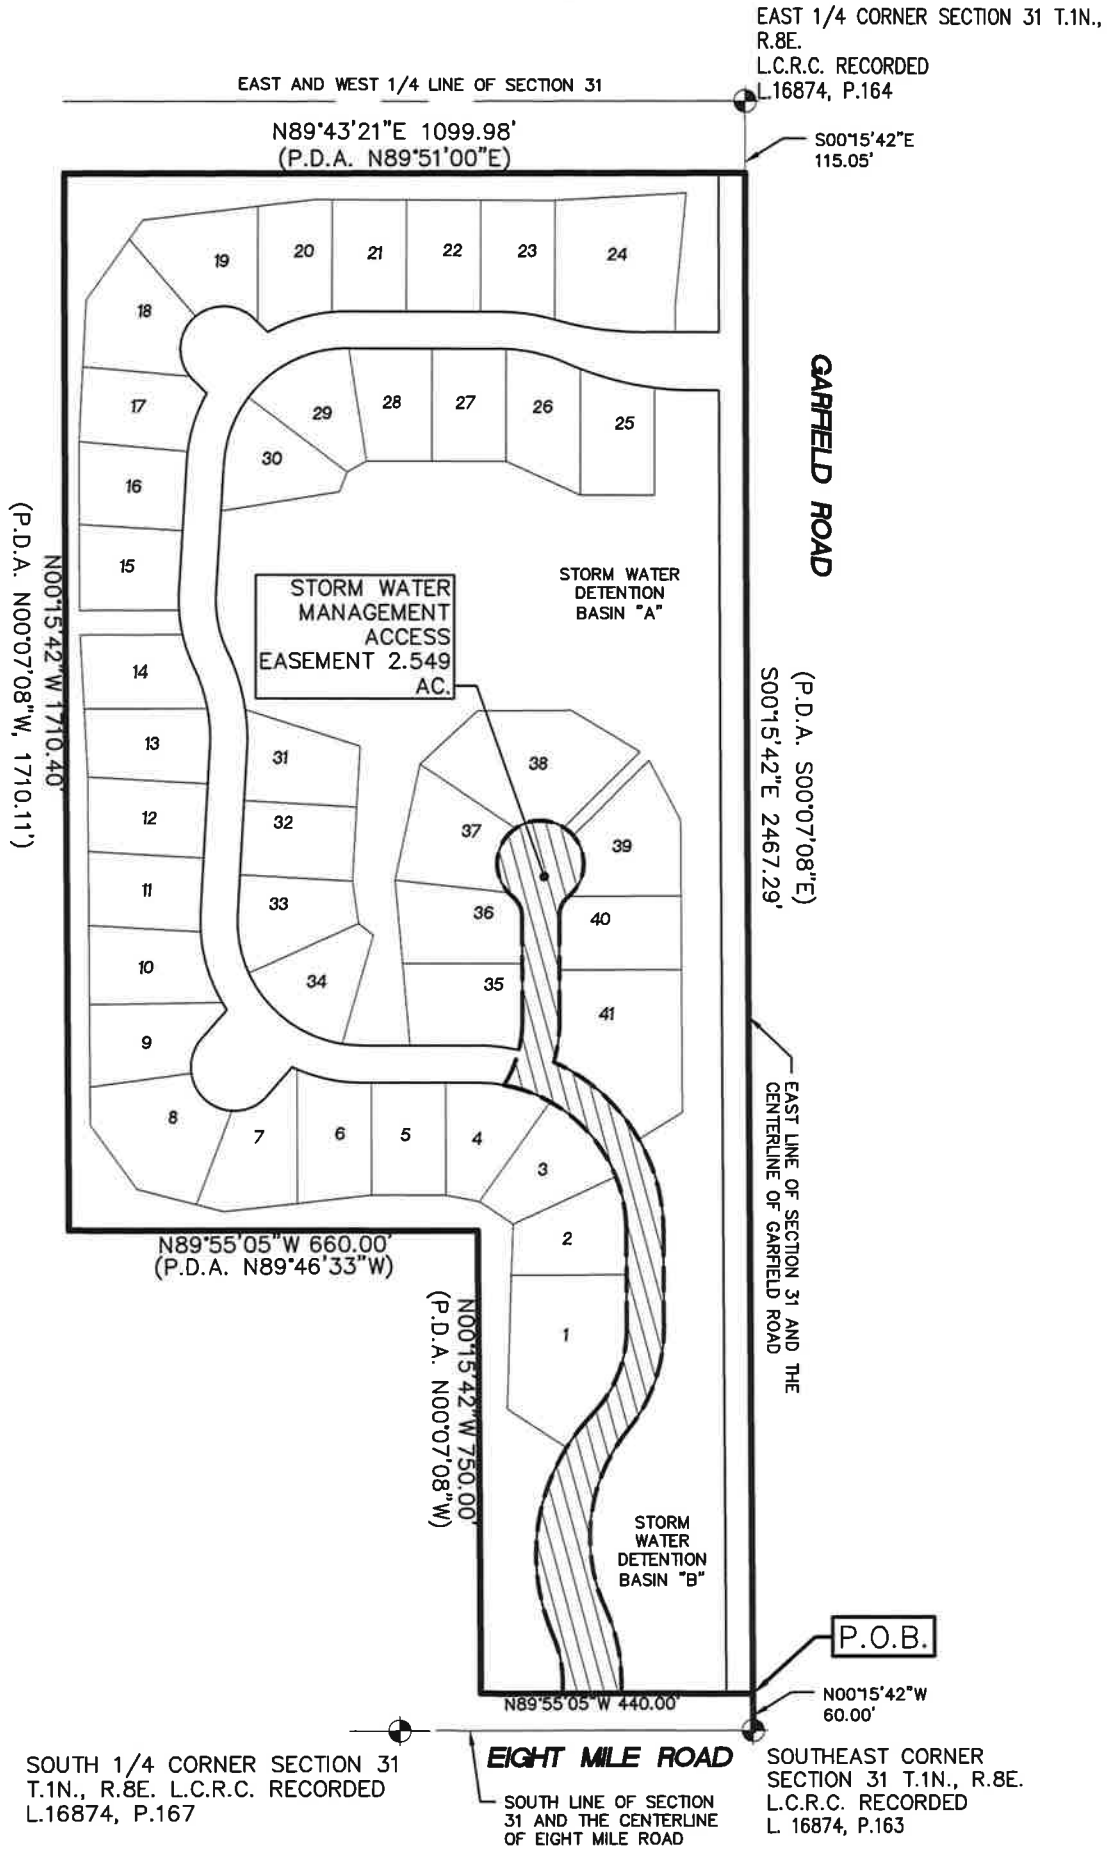 EAST 1/4 CORNER SECTION 31 T.1N.,
R.8E.
L.C.R.C. RECORDED
L.16874, P.164
EAST AND WEST 1/4 LINE OF SECTION 31
N89°43'21"E 1099.98'
(P.D.A. N89°51'00"E)
S00°15'42"E
115.05'
19
20
21
22
23
24
18
17
16
15
30
29
28
27
26
25
GARFIELD ROAD
N00°15'42"W 1710.40'
(P.D.A. N00°07'08"W, 1710.11')
STORM WATER
MANAGEMENT
ACCESS
EASEMENT 2.549
AC.
STORM WATER
DETENTION
BASIN "A"
(P.D.A. S00°07'08"E)
S00°15'42"E 2467.29'
14
13
12
11
10
9
31
32
33
34
38
37
39
36
40
35
41
8
7
6
5
4
3
2
1
EAST LINE OF SECTION 31 AND THE
CENTERLINE OF GARFIELD ROAD
N89°55'05"W 660.00'
(P.D.A. N89°46'33"W)
N00°15'42"W 750.00'
(P.D.A. N00°07'08"W)
STORM
WATER
DETENTION
BASIN "B"
P.O.B.
N89°55'05"W 440.00'
N00°15'42"W
60.00'
EIGHT MILE ROAD
SOUTH 1/4 CORNER SECTION 31
T.1N., R.8E. L.C.R.C. RECORDED
L.16874, P.167
SOUTH LINE OF SECTION
31 AND THE CENTERLINE
OF EIGHT MILE ROAD
SOUTHEAST CORNER
SECTION 31 T.1N., R.8E.
L.C.R.C. RECORDED
L. 16874, P.163